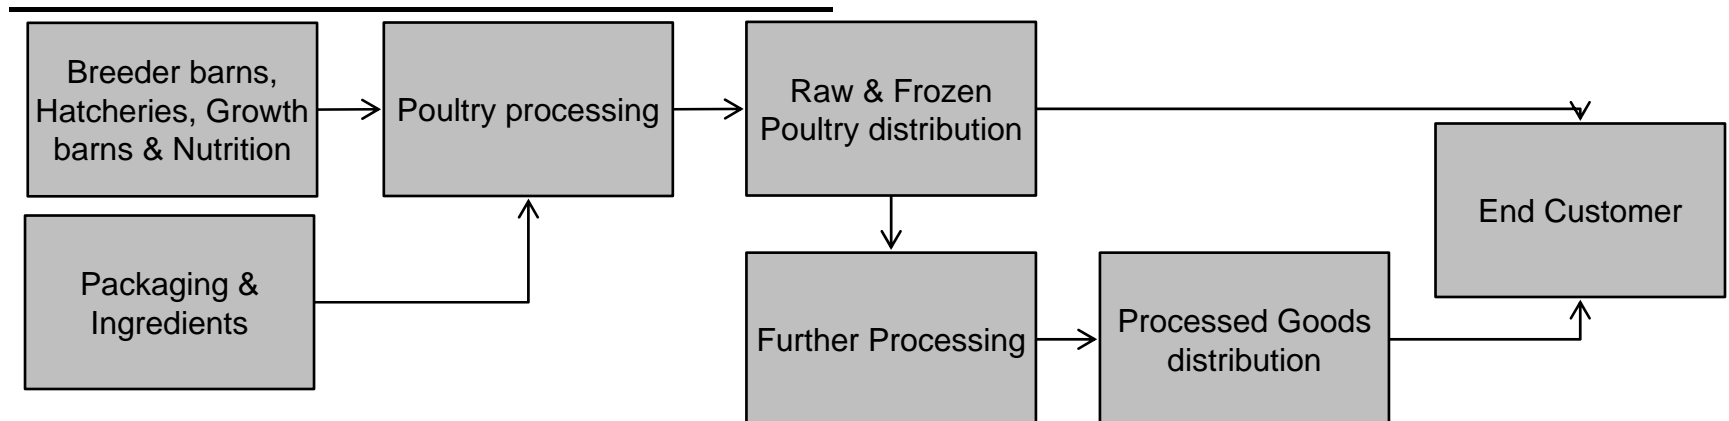 Breeder barns,
Hatcheries, Growth
barns & Nutrition
Poultry processing
Raw & Frozen
Poultry distribution
End Customer
Packaging &
Ingredients
Further Processing
Processed Goods
distribution